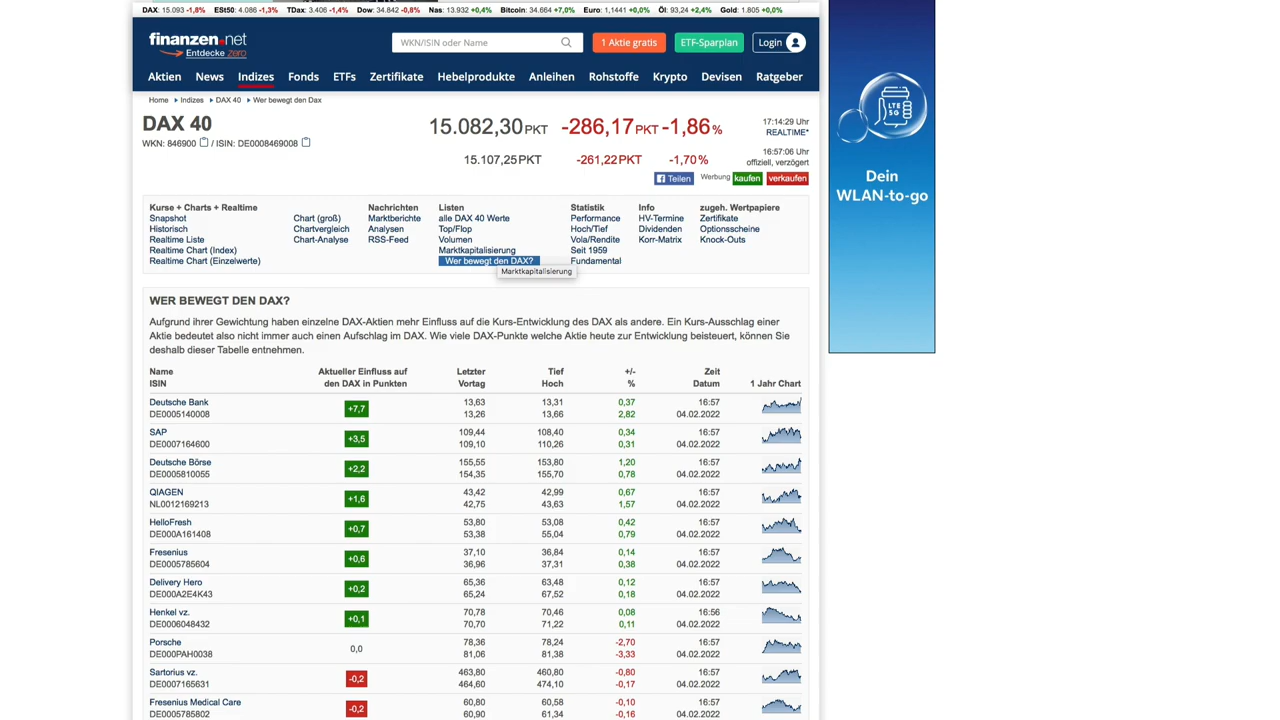 DAX: 15.093 -1,8% ESt50: 4.086 -1,3% TDax: 3.406 -1,4% Dow: 34.842 -0,8% Nas: 13.932 +0,4% Bitcoin: 34.664 +7,0% Euro: 1,1441 +0,0% Öl: 93,24 +2,4% Gold: 1.805 +0,0%
finanzen.net
Entdecke zero
WKN/ISIN oder Name
1 Aktie gratis
ETF-Sparplan
Login
Aktien News Indizes Fonds ETFs Zertifikate Hebelprodukte Anleihen Rohstoffe Krypto Devisen Ratgeber
Home Indizes DAX 40 Wer bewegt den Dax
DAX 40
WKN: 846900 / ISIN: DE0008469008
15.082,30 PKT -286,17 PKT -1,86 %
17:14:29 Uhr
REALTIME*
15.107,25 PKT -261,22 PKT -1,70 %
16:57:06 Uhr
offiziell, verzögert
Teilen Werbung kaufen verkaufen
Kurse + Charts + Realtime Nachrichten Listen Statistik Info zugeh. Wertpapiere
Snapshot Chart (groß) Marktberichte alle DAX 40 Werte Performance HV-Termine Zertifikate
Historisch Chartvergleich Analysen Top/Flop Hoch/Tief Dividenden Optionsscheine
Realtime Liste Chart-Analyse RSS-Feed Volumen Vola/Rendite Korr-Matrix Knock-Outs
Realtime Chart (Index) Marktkapitalisierung Seit 1959
Realtime Chart (Einzelwerte) Wer bewegt den DAX? Fundamental
Marktkapitalisierung
WER BEWEGT DEN DAX?
Aufgrund ihrer Gewichtung haben einzelne DAX-Aktien mehr Einfluss auf die Kurs-Entwicklung des DAX als andere. Ein Kurs-Ausschlag einer
Aktie bedeutet also nicht immer auch einen Aufschlag im DAX. Wie viele DAX-Punkte welche Aktie heute zur Entwicklung beisteuert, können Sie
deshalb dieser Tabelle entnehmen.
Name Aktueller Einfluss auf Letzter Tief +/- Zeit
ISIN den DAX in Punkten Vortag Hoch % Datum 1 Jahr Chart
Deutsche Bank 13,63 13,31 0,37 16:57
+7,7
DE0005140008 13,26 13,66 2,82 04.02.2022
SAP 109,44 108,40 0,34 16:57
+3,5
DE0007164600 109,10 110,26 0,31 04.02.2022
Deutsche Börse 155,55 153,80 1,20 16:57
+2,2
DE0005810055 154,35 155,70 0,78 04.02.2022
QIAGEN 43,42 42,99 0,67 16:57
+1,6
NL0012169213 42,75 43,63 1,57 04.02.2022
HelloFresh 53,80 53,08 0,42 16:57
+0,7
DE000A161408 53,38 55,04 0,79 04.02.2022
Fresenius 37,10 36,84 0,14 16:57
+0,6
DE0005785604 36,96 37,31 0,38 04.02.2022
Delivery Hero 65,36 63,48 0,12 16:57
+0,2
DE000A2E4K43 65,24 67,52 0,18 04.02.2022
Henkel vz. 70,78 70,46 0,08 16:56
+0,1
DE0006048432 70,70 71,22 0,11 04.02.2022
Porsche 78,36 78,24 -2,70 16:57
0,0
DE000PAH0038 81,06 81,38 -3,33 04.02.2022
Sartorius vz. 463,80 460,80 -0,80 16:57
-0,2
DE0007165631 464,60 474,10 -0,17 04.02.2022
Fresenius Medical Care 60,80 60,58 -0,10 16:57
-0,2
DE0005785802 60,90 61,34 -0,16 04.02.2022
LTE
5G
Dein
WLAN-to-go